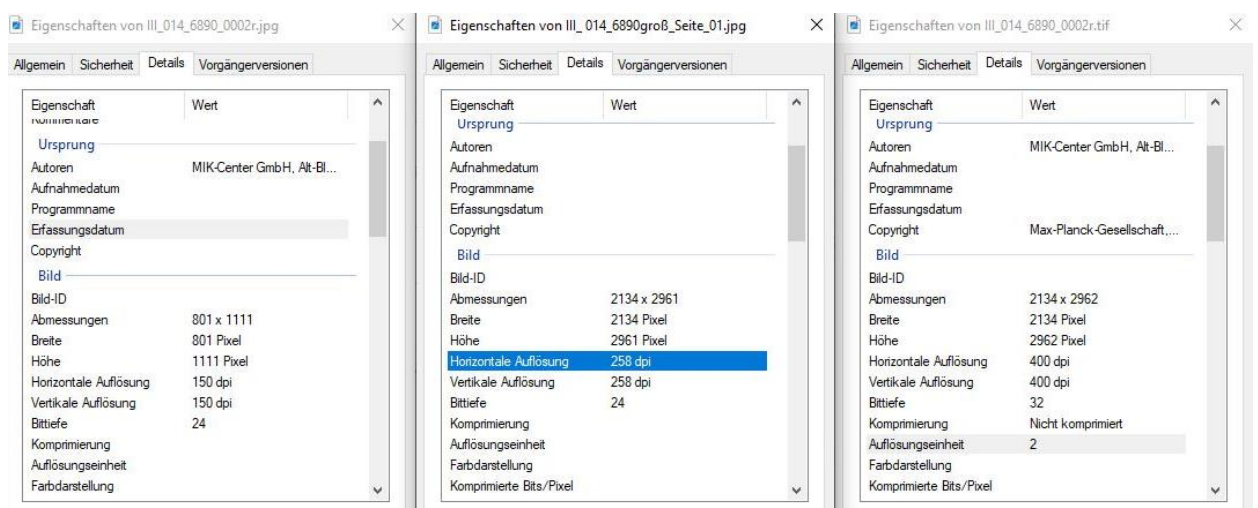 Eigenschaften von III_014_6890_0002r.jpg
Allgemein Sicherheit Details Vorgängerversionen
Eigenschaft Wert
Kommentare
Ursprung
Autoren MIK-Center GmbH, Alt-Bl...
Aufnahmedatum
Programmname
Erfassungsdatum
Copyright
Bild
Bild-ID
Abmessungen 801 x 1111
Breite 801 Pixel
Höhe 1111 Pixel
Horizontale Auflösung 150 dpi
Vertikale Auflösung 150 dpi
Bittiefe 24
Komprimierung
Auflösungseinheit
Farbdarstellung
Eigenschaften von III_ 014_6890groß_Seite_01.jpg
Allgemein Sicherheit Details Vorgängerversionen
Eigenschaft Wert
Ursprung
Autoren
Aufnahmedatum
Programmname
Erfassungsdatum
Copyright
Bild
Bild-ID
Abmessungen 2134 x 2961
Breite 2134 Pixel
Höhe 2961 Pixel
Horizontale Auflösung 258 dpi
Vertikale Auflösung 258 dpi
Bittiefe 24
Komprimierung
Auflösungseinheit
Farbdarstellung
Komprimierte Bits/Pixel
Eigenschaften von III_014_6890_0002r.tif
Allgemein Sicherheit Details Vorgängerversionen
Eigenschaft Wert
Ursprung
Autoren MIK-Center GmbH, Alt-Bl...
Aufnahmedatum
Programmname
Erfassungsdatum
Copyright Max-Planck-Gesellschaft,...
Bild
Bild-ID
Abmessungen 2134 x 2962
Breite 2134 Pixel
Höhe 2962 Pixel
Horizontale Auflösung 400 dpi
Vertikale Auflösung 400 dpi
Bittiefe 32
Komprimierung Nicht komprimiert
Auflösungseinheit 2
Farbdarstellung
Komprimierte Bits/Pixel